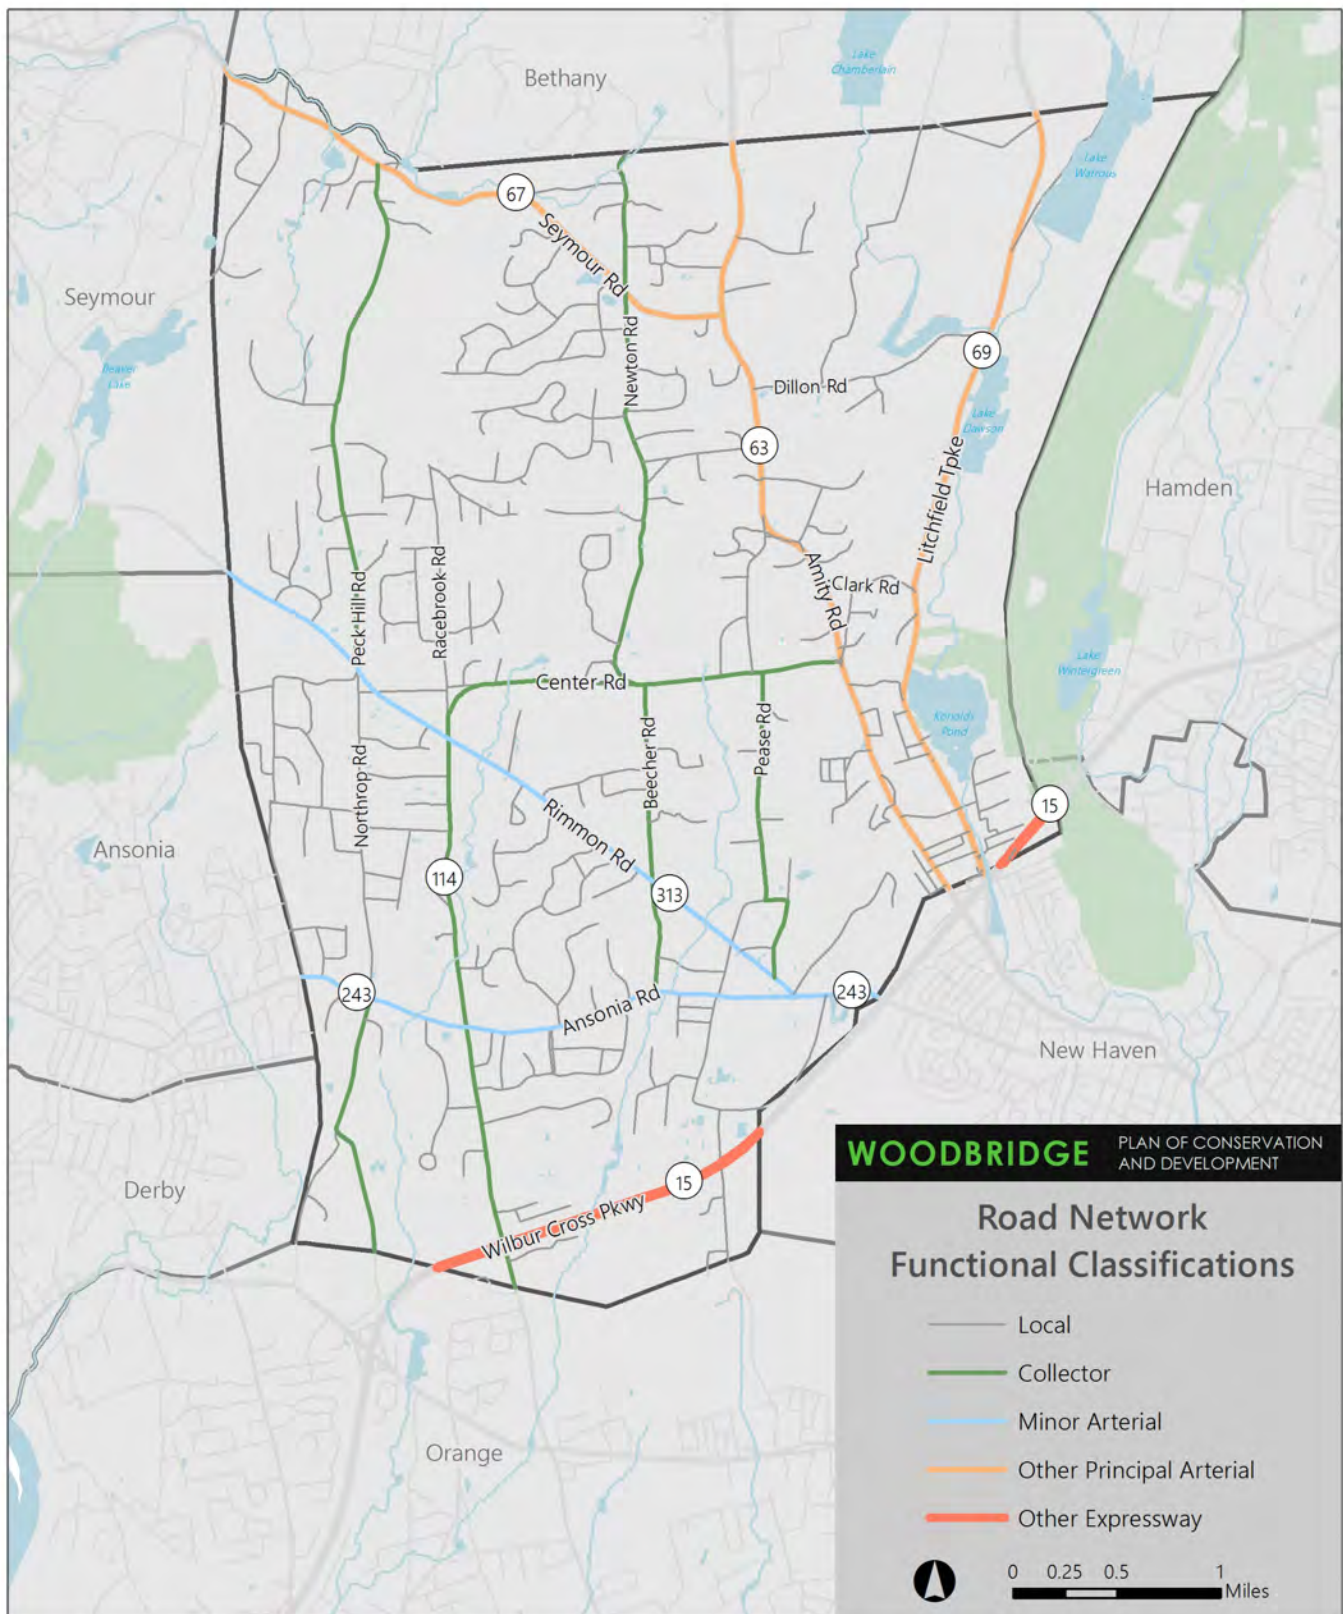 Bethany
Lake
Chamberlain
Lake
Watrous
67
Seymour Rd
Seymour
Beaver
Lake
Newton Rd
69
Dillon Rd
Lake
Dawson
63
Litchfield Tpke
Hamden
Racebrook Rd
Peck Hill Rd
Amity Rd
Clark Rd
Center Rd
Lake
Wintergreen
Konolds
Pond
Northrop Rd
Beecher Rd
Pease Rd
15
Rimmon Rd
Ansonia
114
313
243
Ansonia Rd
243
New Haven
Derby
15
Wilbur Cross Pkwy
Orange
WOODBRIDGE
PLAN OF CONSERVATION
AND DEVELOPMENT
Road Network
Functional Classifications
Local
Collector
Minor Arterial
Other Principal Arterial
Other Expressway
0 0.25 0.5 1
Miles